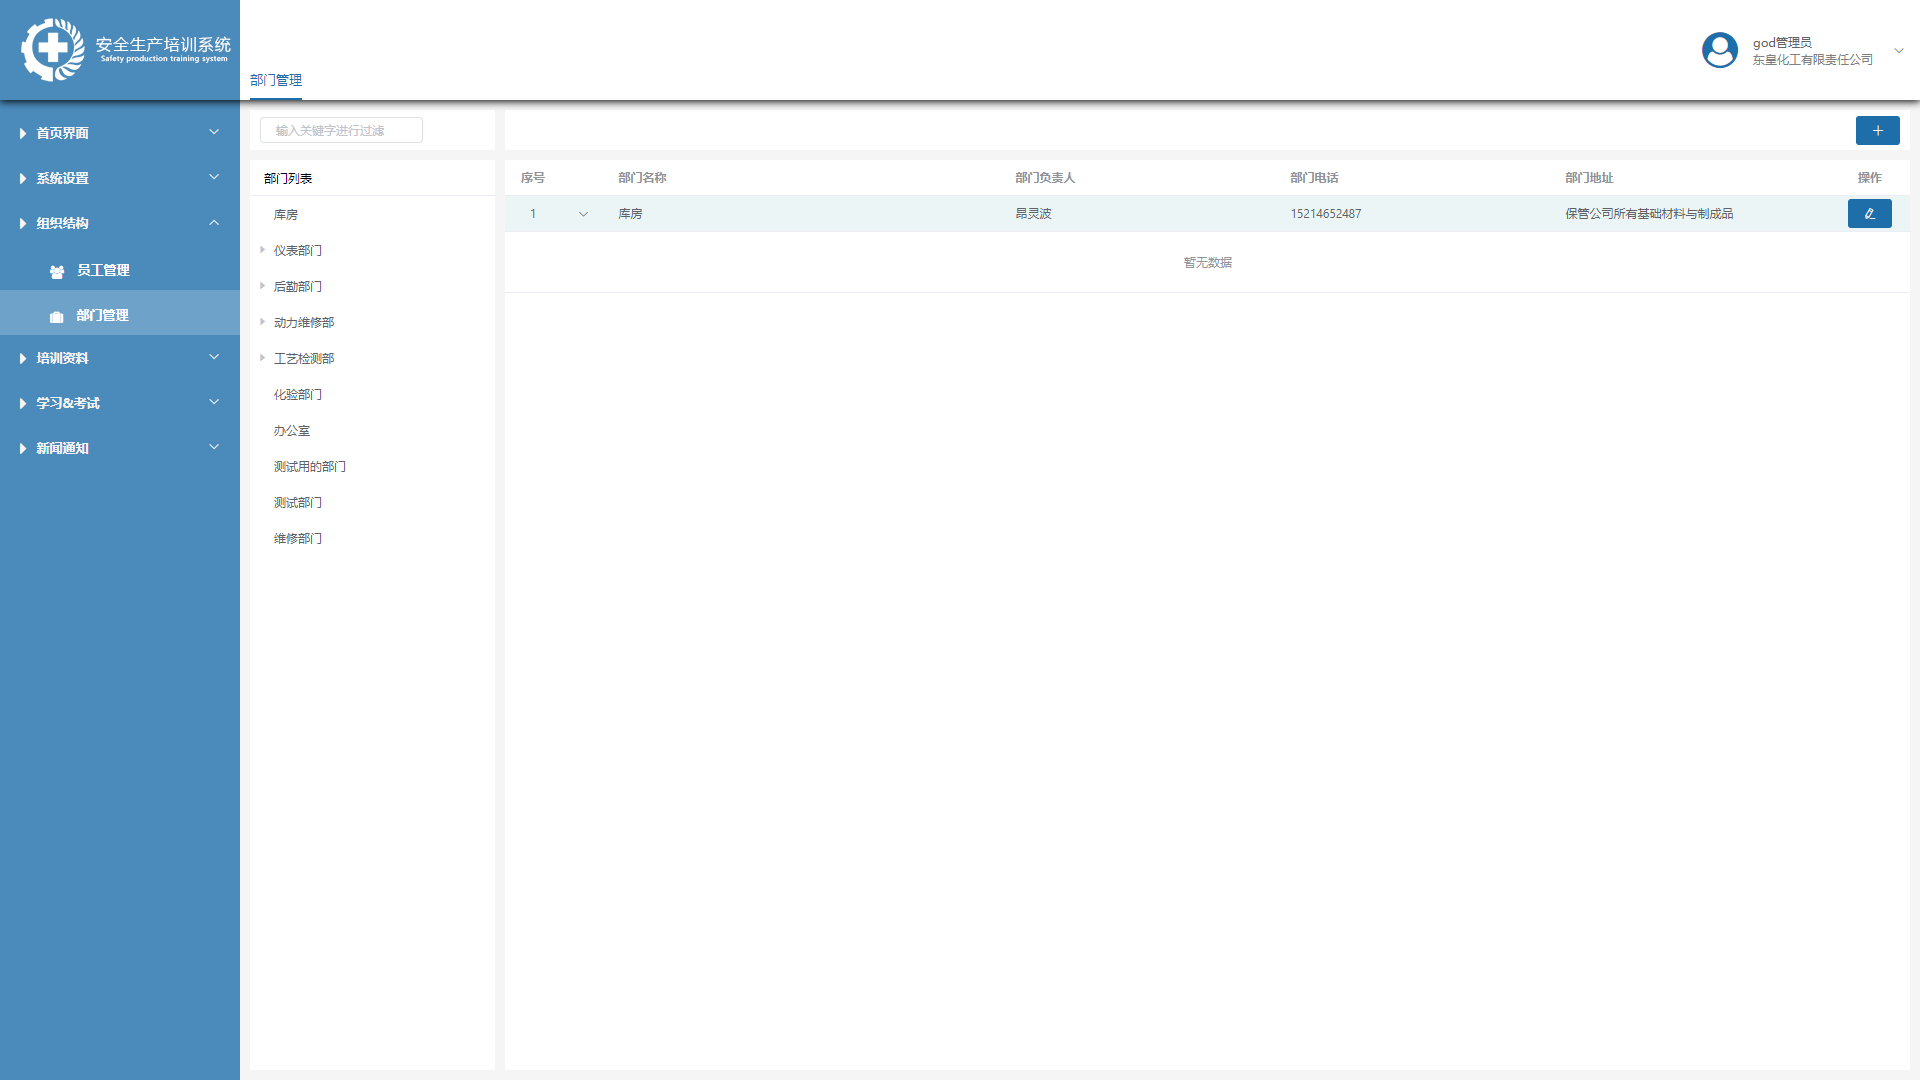 安全生产培训系统
Safety production training system
首页界面
系统设置
组织结构
员工管理
部门管理
培训资料
学习&考试
新闻通知
部门管理
god管理员
东皇化工有限责任公司
输入关键字进行过滤
+
部门列表
库房
仪表部门
后勤部门
动力维修部
工艺检测部
化验部门
办公室
测试用的部门
测试部门
维修部门
序号 部门名称 部门负责人 部门电话 部门地址 操作
1 库房 昂灵波 15214652487 保管公司所有基础材料与制成品
暂无数据